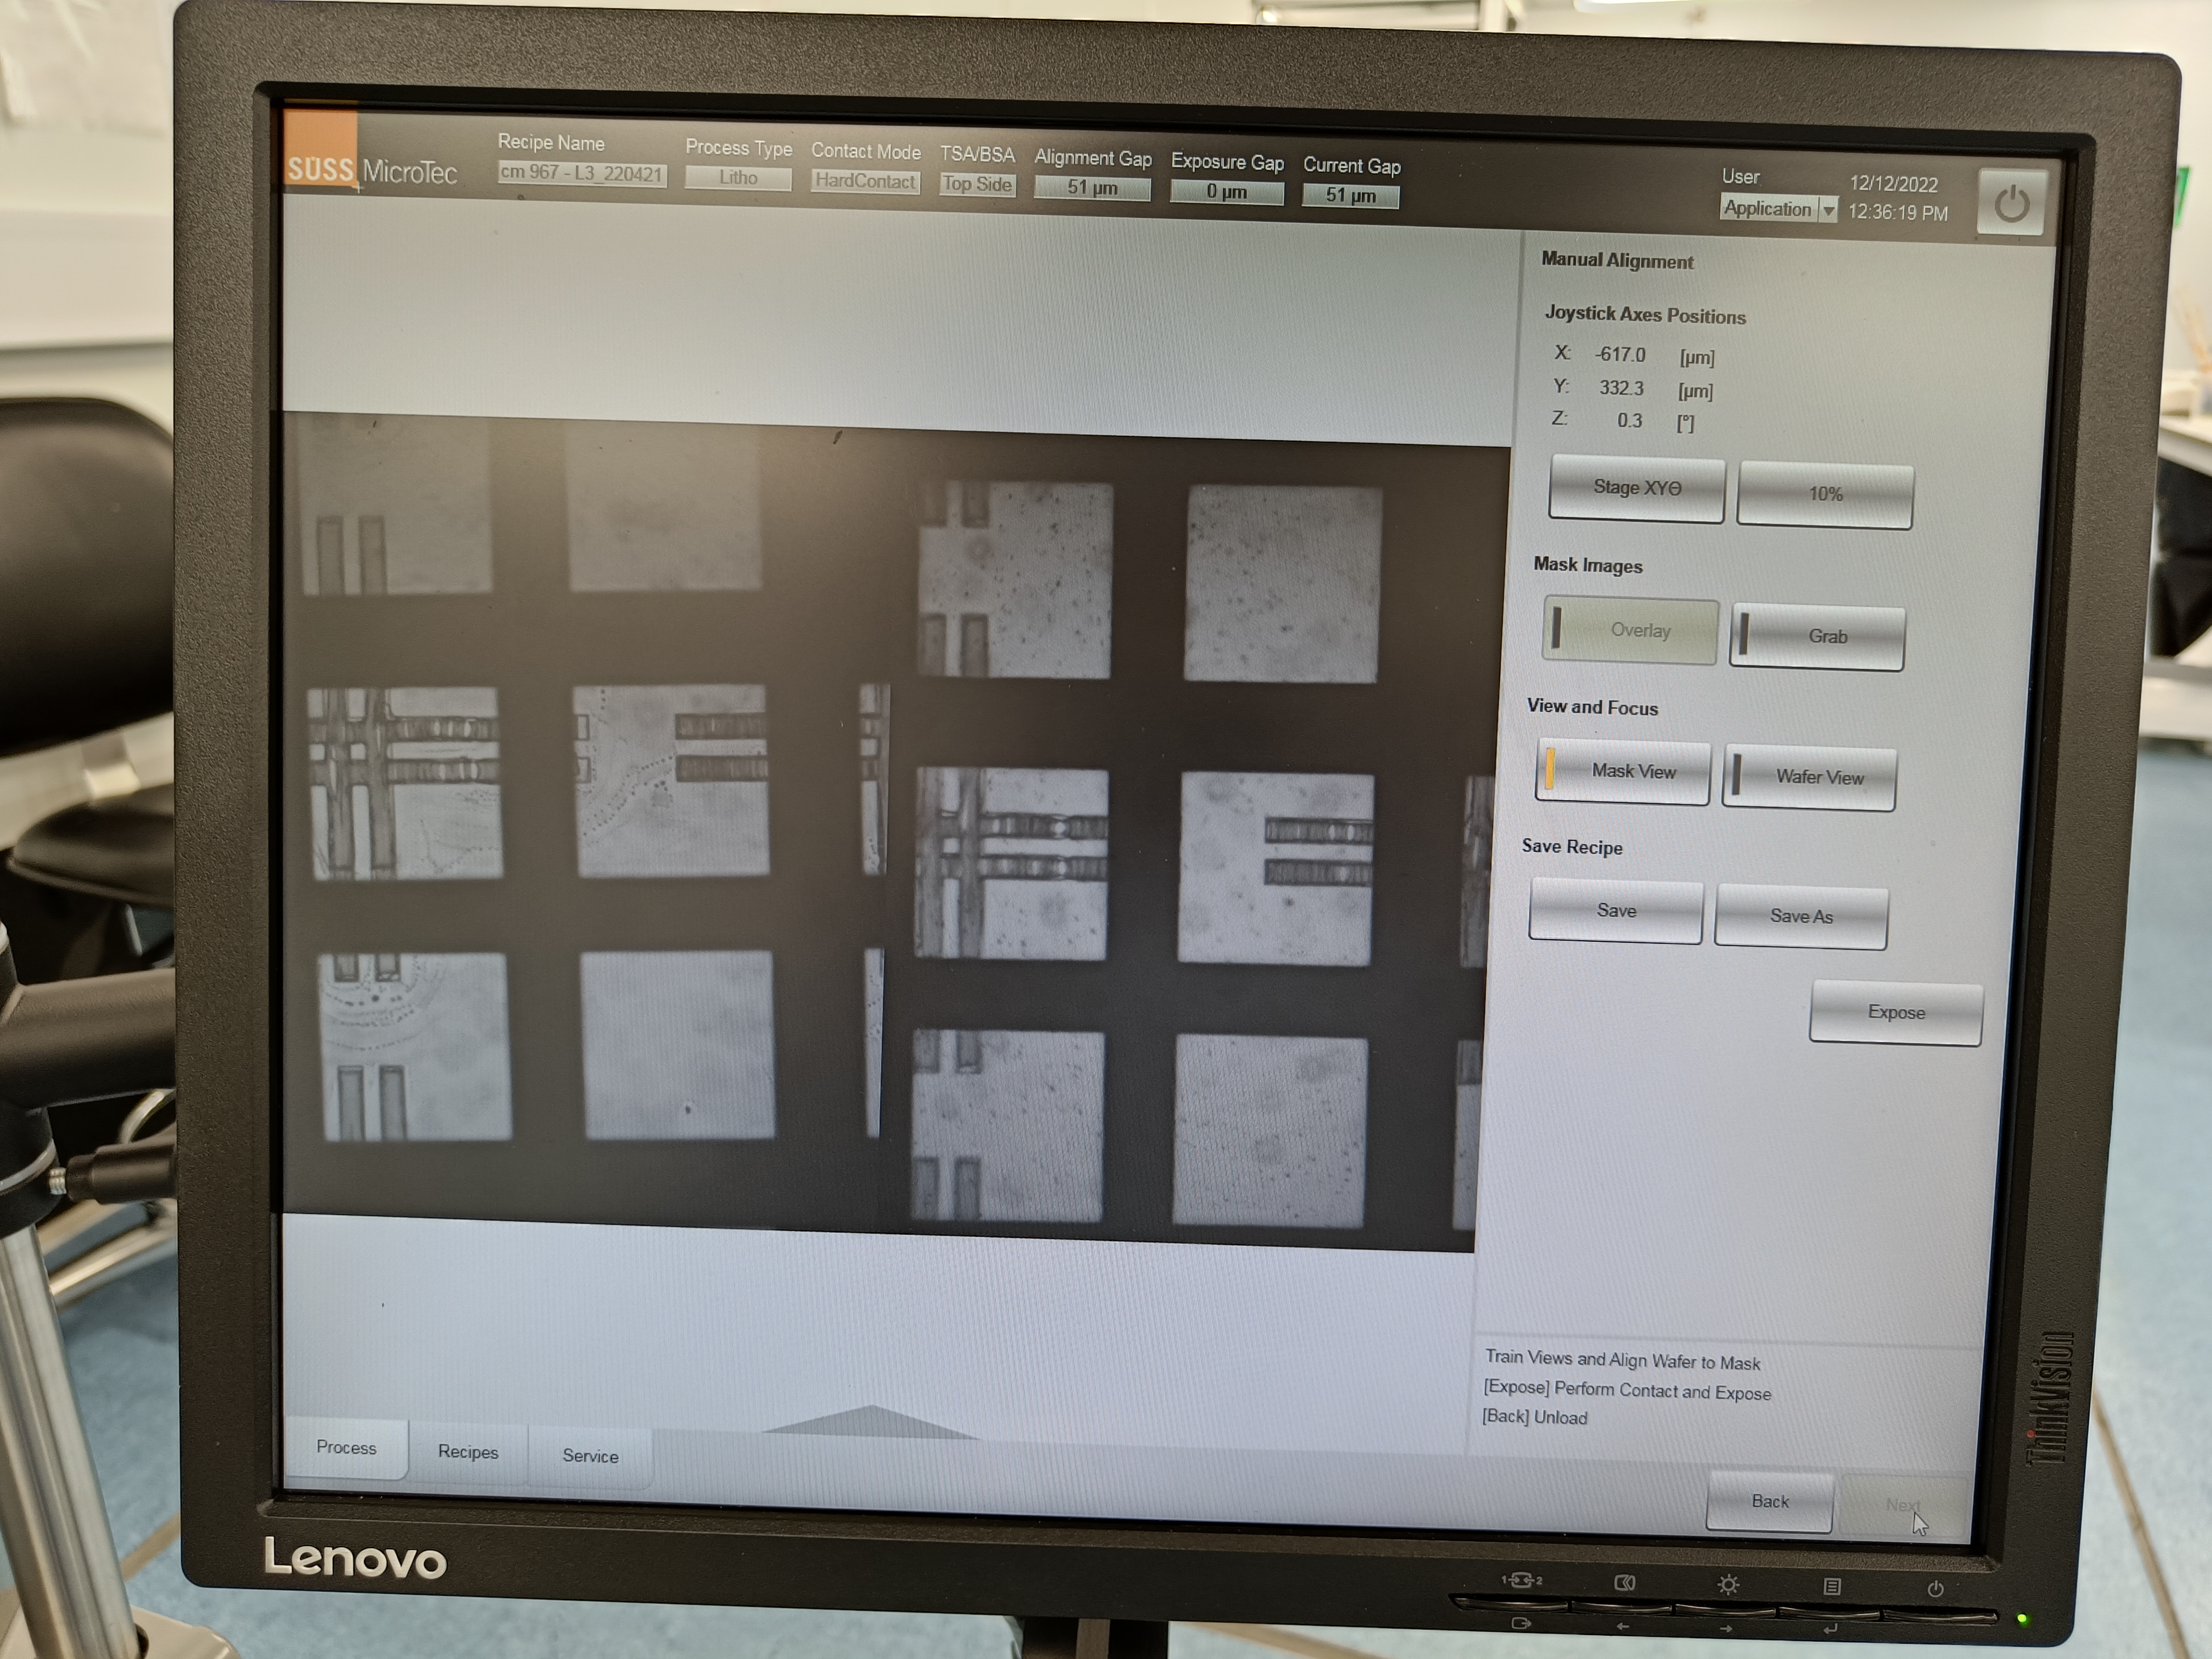 SUSS MicroTec
Recipe Name
cm 967 - L3_220421
Process Type
Litho
Contact Mode
HardContact
TSA/BSA
Top Side
Alignment Gap
51 µm
Exposure Gap
0 µm
Current Gap
51 µm
User
Application
12/12/2022
12:36:19 PM
Manual Alignment
Joystick Axes Positions
X: -617.0 [µm]
Y: 332.3 [µm]
Z: 0.3 [°]
Stage XYΘ
10%
Mask Images
Overlay
Grab
View and Focus
Mask View
Wafer View
Save Recipe
Save
Save As
Expose
Train Views and Align Wafer to Mask
[Expose] Perform Contact and Expose
[Back] Unload
Process
Recipes
Service
Back
Next
Lenovo
ThinkVision
1 2